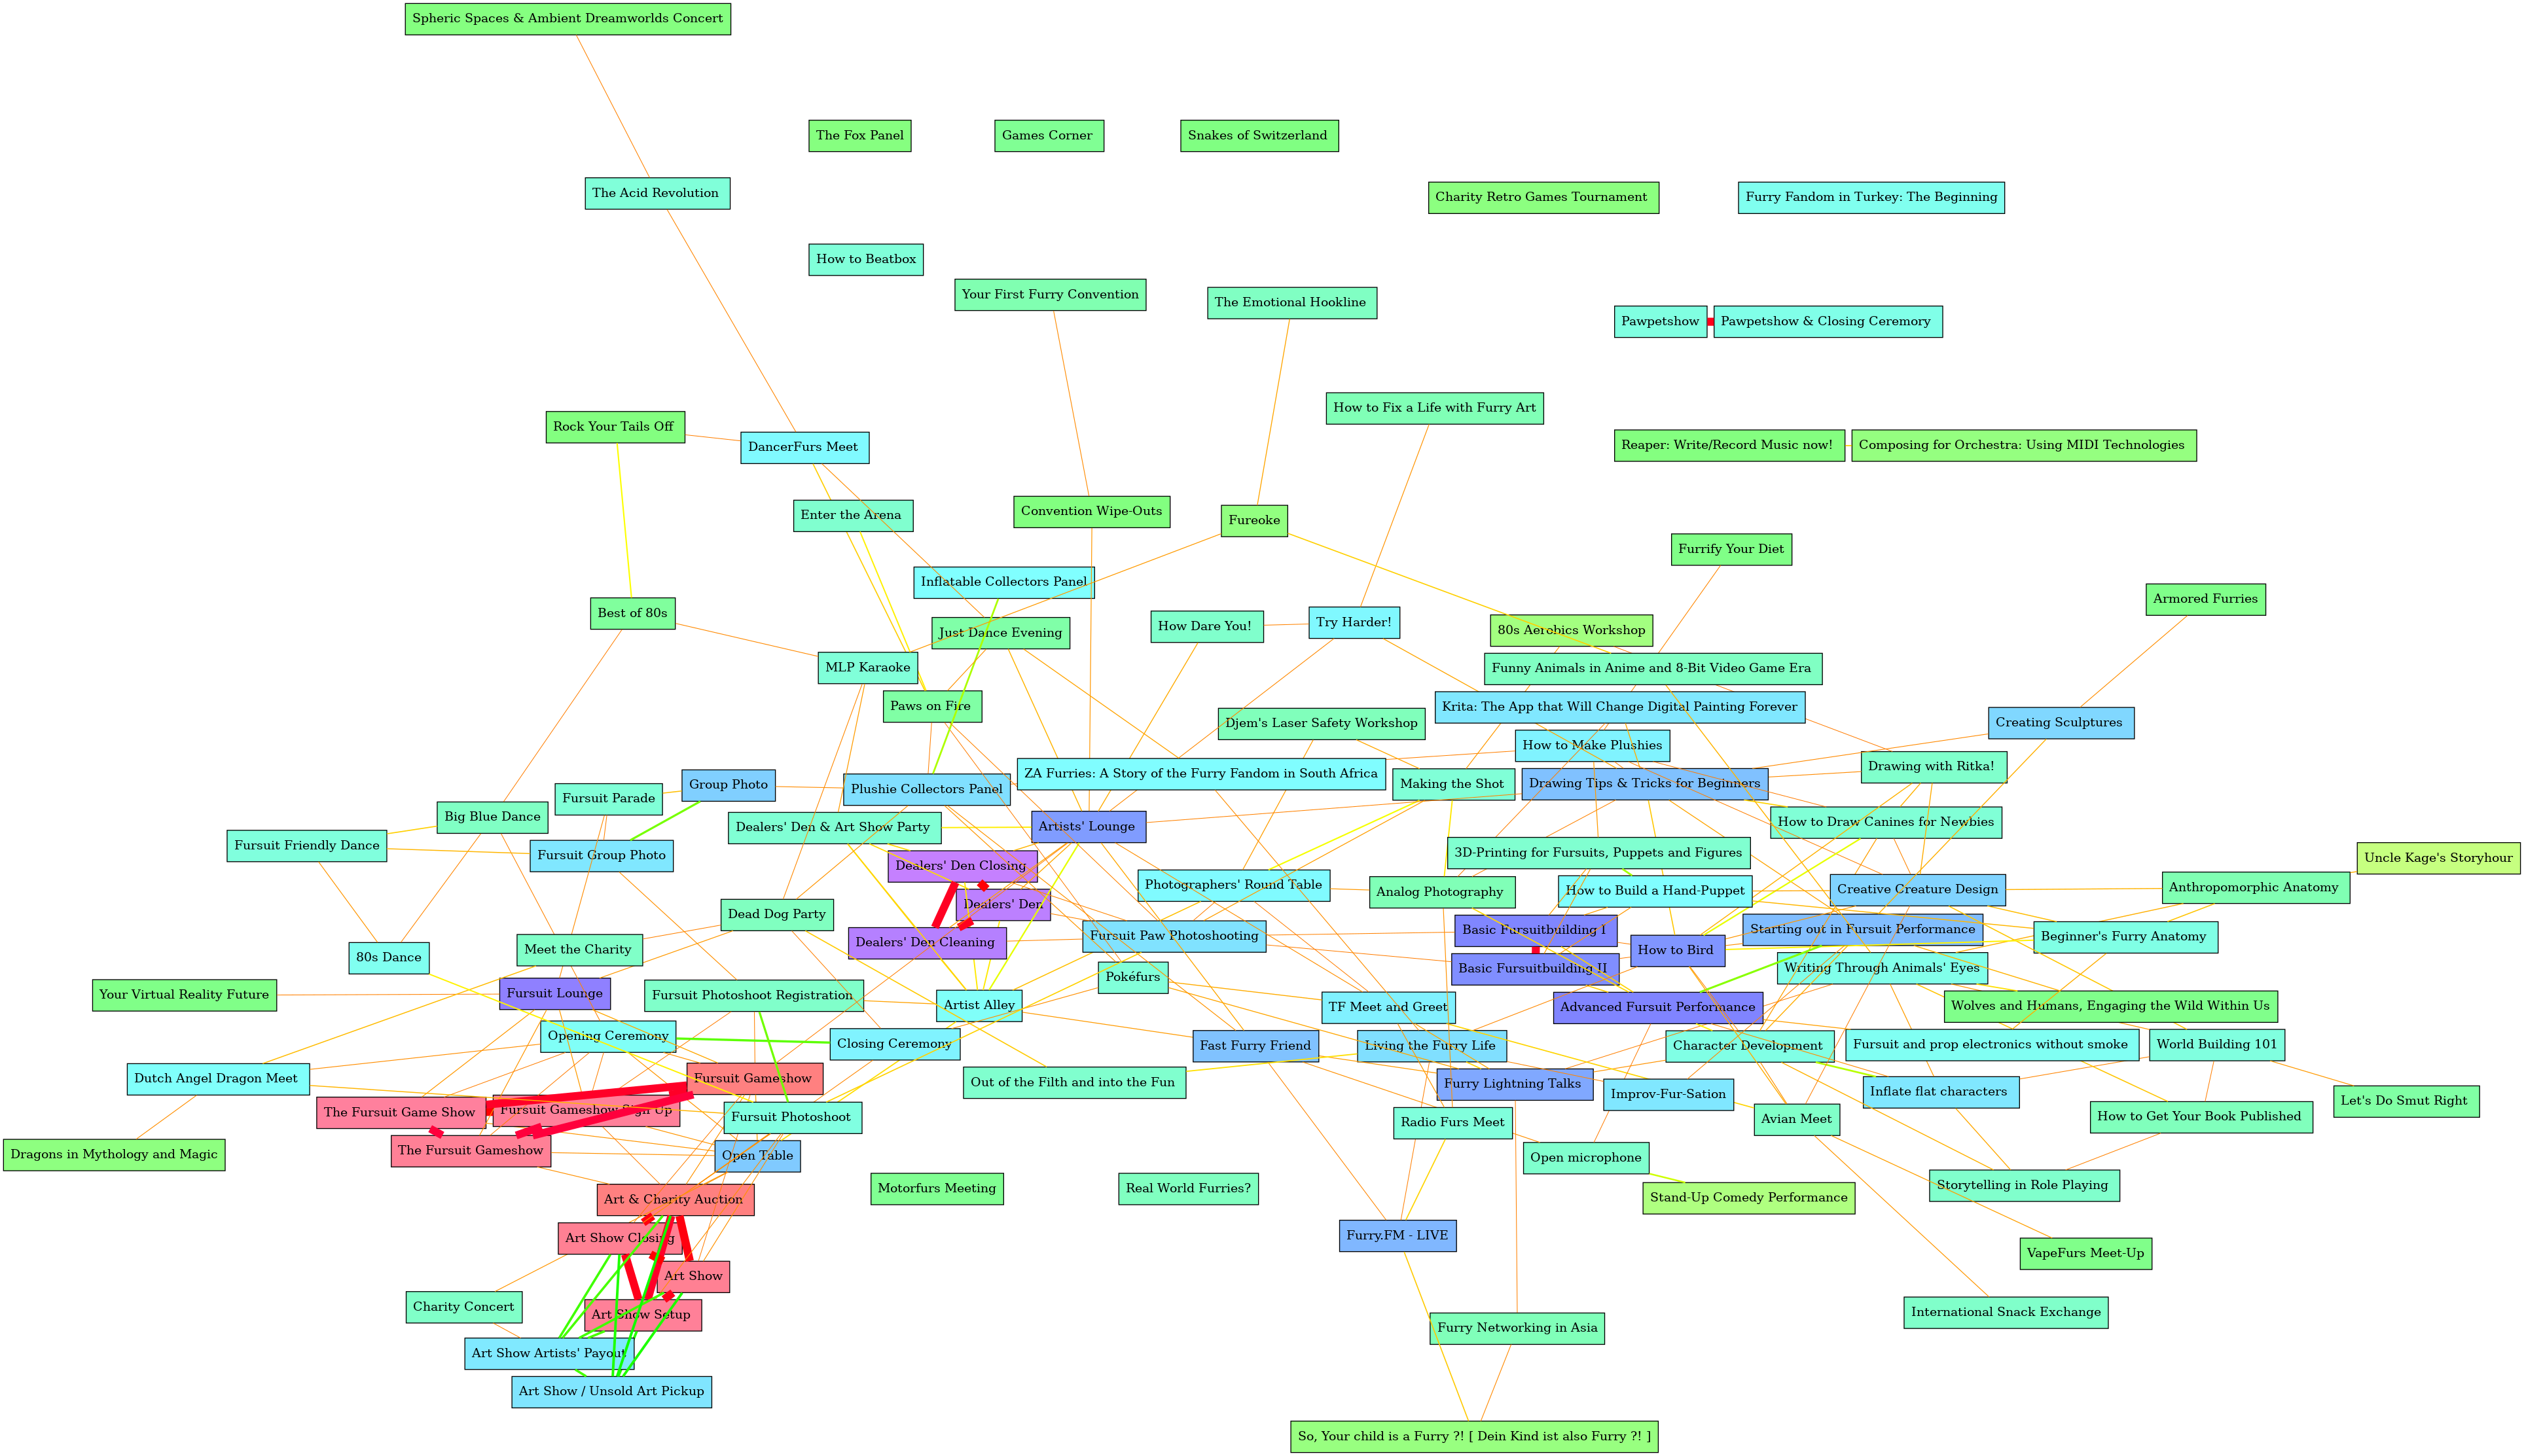 Spheric Spaces & Ambient Dreamworlds Concert
The Fox Panel
Games Corner
Snakes of Switzerland
The Acid Revolution
Charity Retro Games Tournament
Furry Fandom in Turkey: The Beginning
How to Beatbox
Your First Furry Convention
The Emotional Hookline
Pawpetshow
Pawpetshow & Closing Ceremony
How to Fix a Life with Furry Art
Rock Your Tails Off
DancerFurs Meet
Reaper: Write/Record Music now!
Composing for Orchestra: Using MIDI Technologies
Enter the Arena
Convention Wipe-Outs
Fureoke
Furrify Your Diet
Inflatable Collectors Panel
Armored Furries
Best of 80s
Just Dance Evening
How Dare You!
Try Harder!
80s Aerobics Workshop
MLP Karaoke
Funny Animals in Anime and 8-Bit Video Game Era
Paws on Fire
Krita: The App that Will Change Digital Painting Forever
Djem's Laser Safety Workshop
Creating Sculptures
How to Make Plushies
ZA Furries: A Story of the Furry Fandom in South Africa
Drawing with Ritka!
Group Photo
Plushie Collectors Panel
Making the Shot
Drawing Tips & Tricks for Beginners
Fursuit Parade
Big Blue Dance
Dealers' Den & Art Show Party
Artists' Lounge
How to Draw Canines for Newbies
Fursuit Friendly Dance
Fursuit Group Photo
3D-Printing for Fursuits, Puppets and Figures
Uncle Kage's Storyhour
Dealers' Den Closing
Photographers' Round Table
Analog Photography
How to Build a Hand-Puppet
Creative Creature Design
Anthropomorphic Anatomy
Dealers' Den
Dead Dog Party
Basic Fursuitbuilding I
Starting out in Fursuit Performance
Dealers' Den Cleaning
Fursuit Paw Photoshooting
Beginner's Furry Anatomy
Meet the Charity
How to Bird
80s Dance
Basic Fursuitbuilding II
Writing Through Animals' Eyes
Pokéfurs
Your Virtual Reality Future
Fursuit Lounge
Fursuit Photoshoot Registration
Artist Alley
TF Meet and Greet
Advanced Fursuit Performance
Wolves and Humans, Engaging the Wild Within Us
Opening Ceremony
Closing Ceremony
Fast Furry Friend
Living the Furry Life
Character Development
Fursuit and prop electronics without smoke
World Building 101
Dutch Angel Dragon Meet
Fursuit Gameshow
Out of the Filth and into the Fun
Furry Lightning Talks
Improv-Fur-Sation
Inflate flat characters
Let's Do Smut Right
The Fursuit Game Show
Fursuit Gameshow Sign Up
Fursuit Photoshoot
Radio Furs Meet
Avian Meet
How to Get Your Book Published
Dragons in Mythology and Magic
The Fursuit Gameshow
Open Table
Open microphone
Motorfurs Meeting
Real World Furries?
Storytelling in Role Playing
Art & Charity Auction
Stand-Up Comedy Performance
Art Show Closing
Furry.FM - LIVE
VapeFurs Meet-Up
Art Show
Charity Concert
Art Show Setup
International Snack Exchange
Furry Networking in Asia
Art Show Artists' Payout
Art Show / Unsold Art Pickup
So, Your child is a Furry ?! [ Dein Kind ist also Furry ?! ]